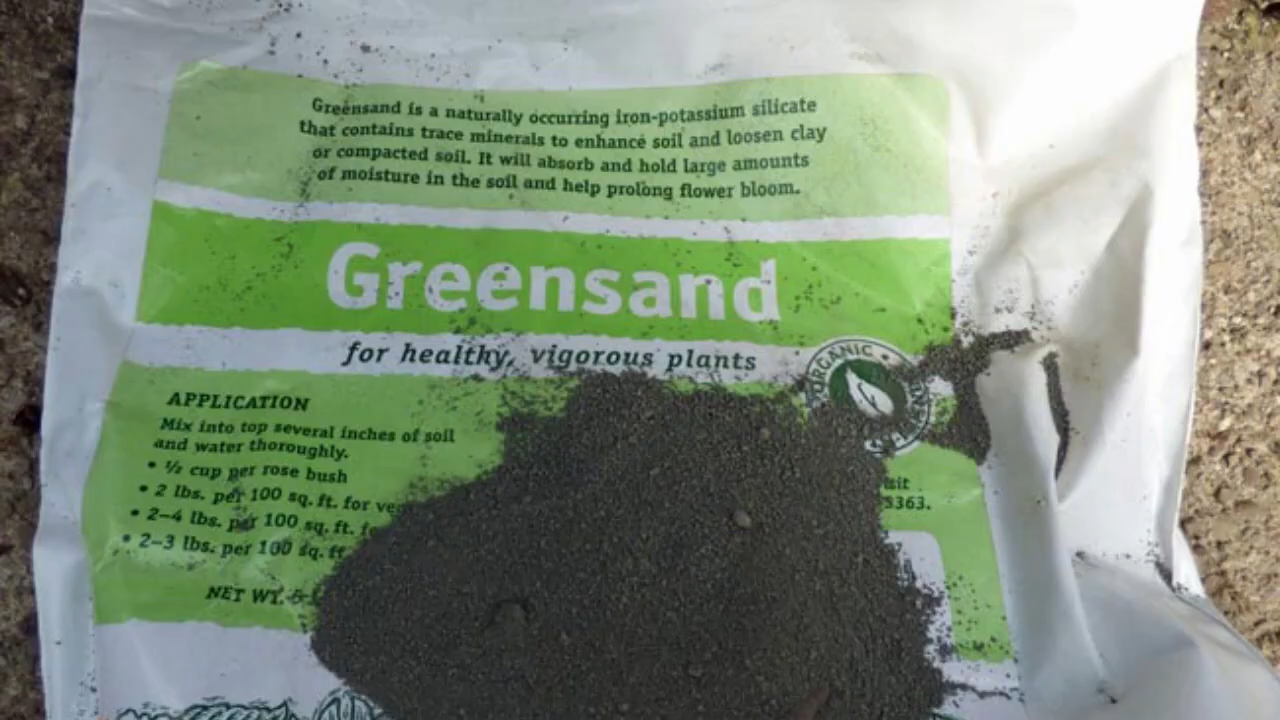 Greensand is a naturally occurring iron-potassium silicate
that contains trace minerals to enhance soil and loosen clay
or compacted soil. It will absorb and hold large amounts
of moisture in the soil and help prolong flower bloom.
Greensand
for healthy, vigorous plants
ORGANIC
APPLICATION
Mix into top several inches of soil
and water thoroughly.
• ½ cup per rose bush
• 2 lbs. per 100 sq. ft. for
• 2–4 lbs. per 100 sq. ft.
• 2–3 lbs. per 100 sq. ft
NET WT.